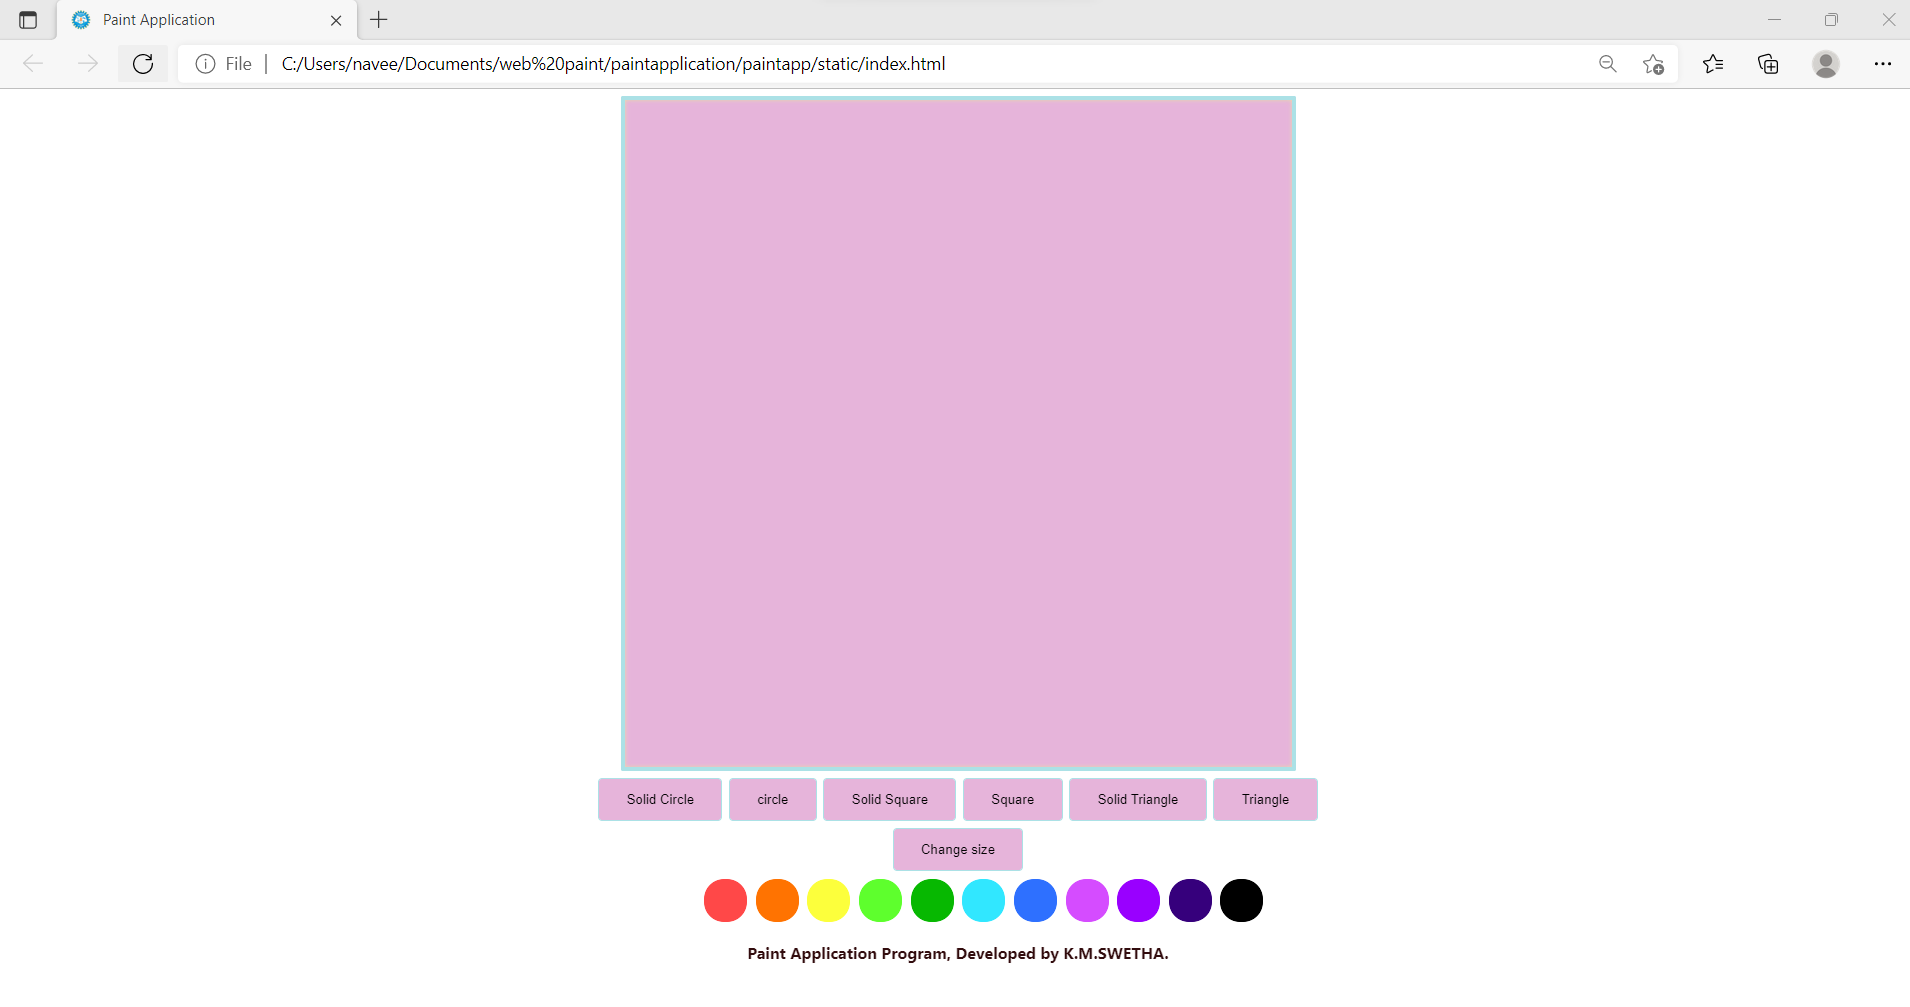 Paint Application
File C:/Users/navee/Documents/web%20paint/paintapplication/paintapp/static/index.html
Solid Circle circle Solid Square Square Solid Triangle Triangle
Change size
Paint Application Program, Developed by K.M.SWETHA.